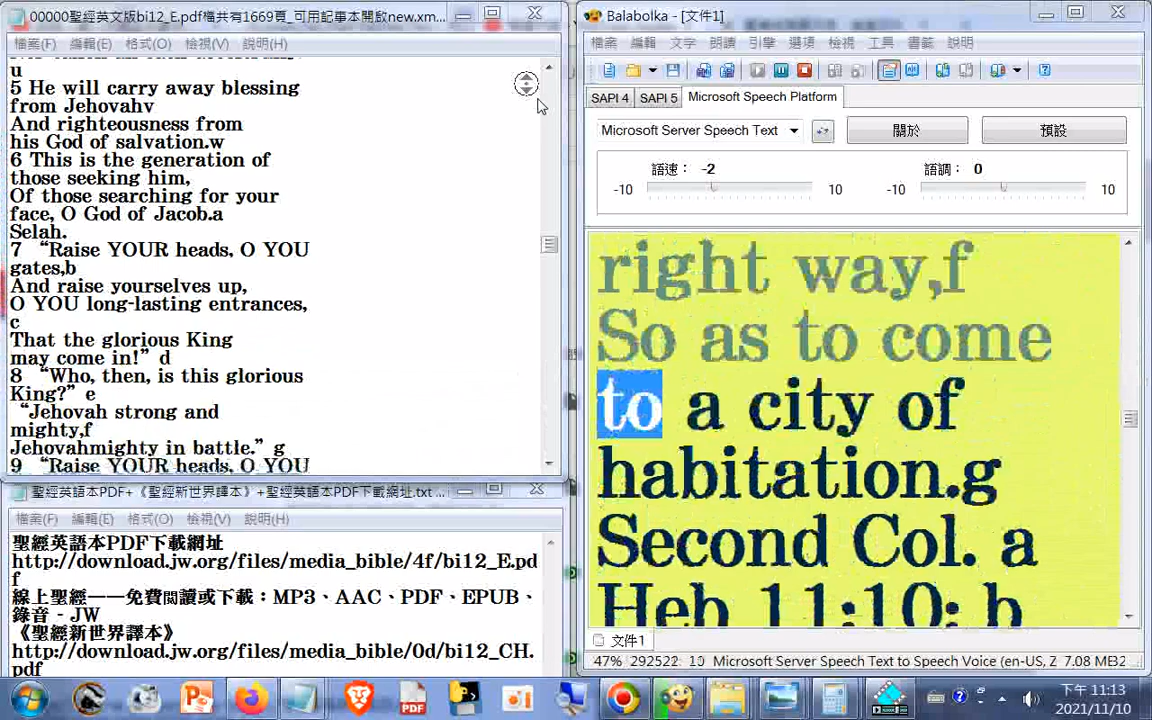 00000聖經英文版bi12_E.pdf檔共有1669頁_可用記事本開啟new.xm...
檔案(F) 編輯(E) 格式(O) 檢視(V) 說明(H)
u
5 He will carry away blessing
from Jehovahv
And righteousness from
his God of salvation.w
6 This is the generation of
those seeking him,
Of those searching for your
face, O God of Jacob.a
Selah.
7 “Raise YOUR heads, O YOU
gates,b
And raise yourselves up,
O YOU long-lasting entrances,
c
That the glorious King
may come in!” d
8 “Who, then, is this glorious
King?” e
“Jehovah strong and
mighty,f
Jehovahmighty in battle.” g
9 “Raise YOUR heads, O YOU
聖經英語本PDF+《聖經新世界譯本》+聖經英語本PDF下載網址.txt ...
檔案(F) 編輯(E) 格式(O) 檢視(V) 說明(H)
聖經英語本PDF下載網址
http://download.jw.org/files/media_bible/4f/bi12_E.pd
f
線上聖經——免費閱讀或下載：MP3、AAC、PDF、EPUB、
錄音 - JW
《聖經新世界譯本》
http://download.jw.org/files/media_bible/0d/bi12_CH.
pdf
Balabolka - [文件1]
檔案 編輯 文字 朗讀 引擎 選項 檢視 工具 書籤 說明
SAPI 4 SAPI 5 Microsoft Speech Platform
Microsoft Server Speech Text 關於 預設
語速： -2 語調： 0
-10 10 -10 10
right way,f
So as to come
to a city of
habitation.g
Second Col. a
Heb 11:10; b
文件1
47% 292522: 10 Microsoft Server Speech Text to Speech Voice (en-US, Z 7.08 MB2
下午 11:13
2021/11/10